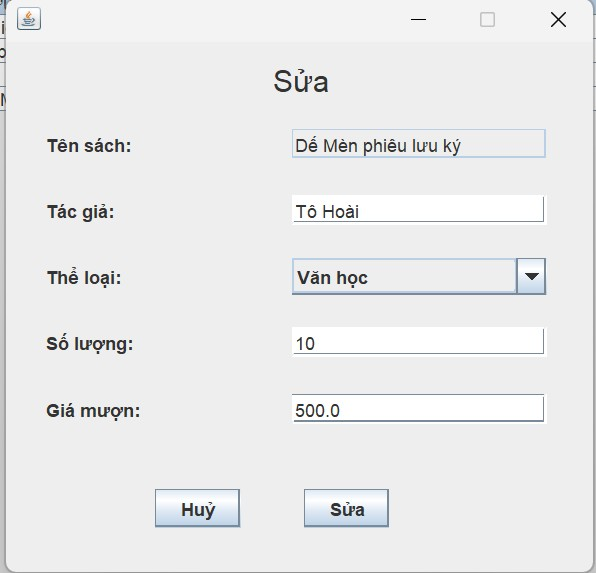 Sửa
Tên sách: Dế Mèn phiêu lưu ký
Tác giả: Tô Hoài
Thể loại: Văn học
Số lượng: 10
Giá mượn: 500.0
Huỷ Sửa